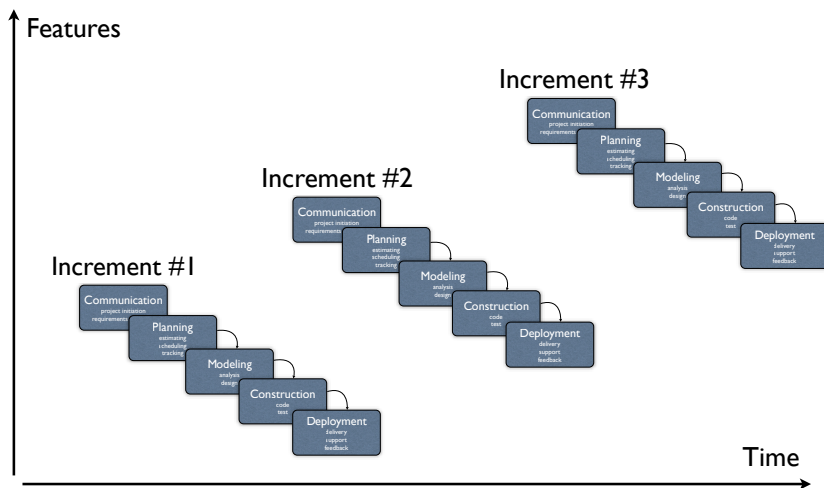 Features
Increment #3
Communication
project initiation
requirements
Planning
estimating
scheduling
tracking
Modeling
analysis
design
Construction
code
test
Deployment
delivery
support
feedback
Increment #2
Communication
project initiation
requirements
Planning
estimating
scheduling
tracking
Modeling
analysis
design
Construction
code
test
Deployment
delivery
support
feedback
Increment #1
Communication
project initiation
requirements
Planning
estimating
scheduling
tracking
Modeling
analysis
design
Construction
code
test
Deployment
delivery
support
feedback
Time